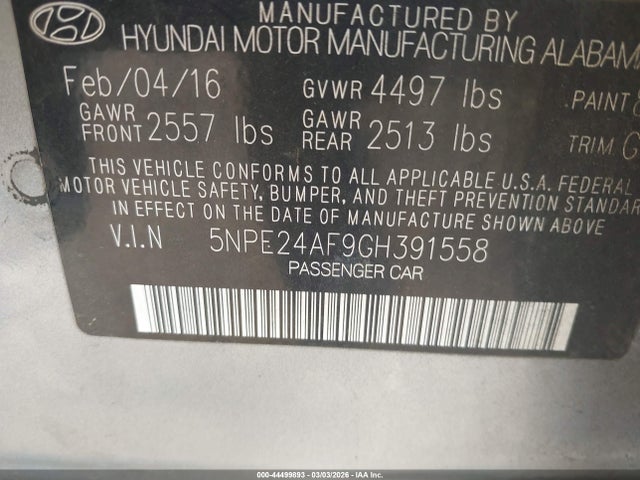 MANUFACTURED BY
HYUNDAI MOTOR MANUFACTURING ALABAMA
Feb/04/16 GVWR 4497 lbs PAINT
GAWR FRONT 2557 lbs GAWR REAR 2513 lbs TRIM G
THIS VEHICLE CONFORMS TO ALL APPLICABLE U.S.A. FEDERAL
MOTOR VEHICLE SAFETY, BUMPER, AND THEFT PREVENTION STANDAR
IN EFFECT ON THE DATE OF MANUFACTURE SHOWN ABOVE
V.I.N 5NPE24AF9GH391558
PASSENGER CAR
000-44499893 | 03/03/2026 - IAA Inc.